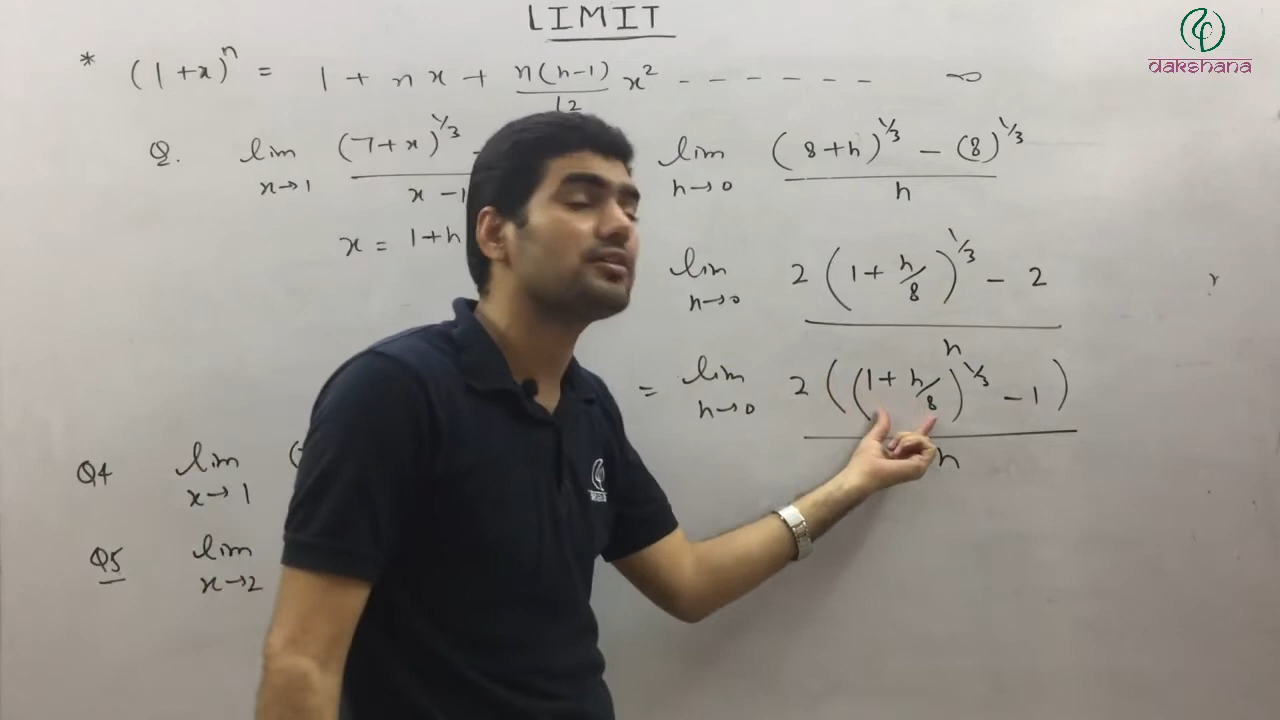 LIMIT
dakshana
* (1+x)^n = 1 + nx + n(n-1)/⌊2 x² - - - - - - - ∞
Q. lim x→1 (7+x)^1/3 - / x-1
lim h→0 (8+h)^1/3 - (8)^1/3 / h
x = 1+h
lim h→0 2(1+h/8)^1/3 - 2 / h
= lim h→0 2((1+h/8)^1/3 - 1) / h
Q4 lim x→1 (
Q5 lim x→2